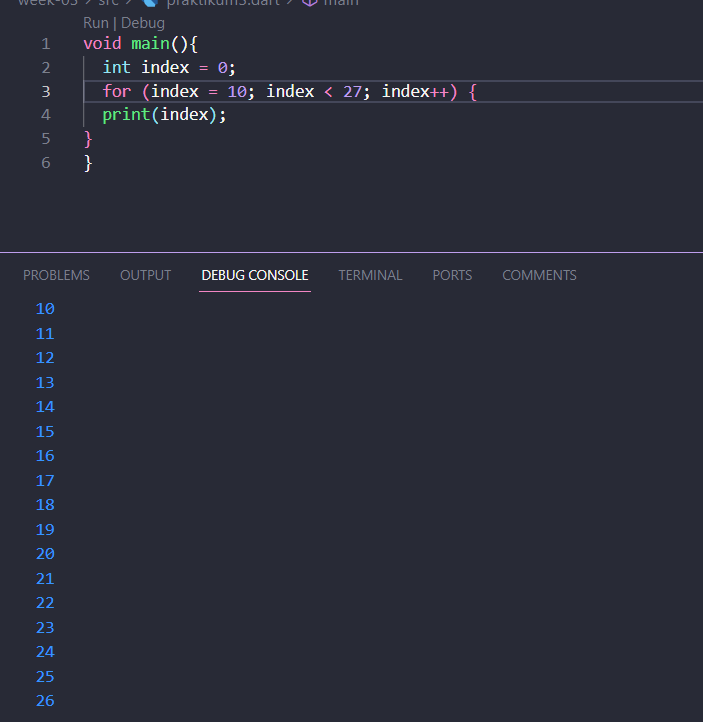 week-03 > src > praktikum3.dart > main
Run | Debug
1 void main(){
2 int index = 0;
3 for (index = 10; index < 27; index++) {
4 print(index);
5 }
6 }
PROBLEMS OUTPUT DEBUG CONSOLE TERMINAL PORTS COMMENTS
10
11
12
13
14
15
16
17
18
19
20
21
22
23
24
25
26